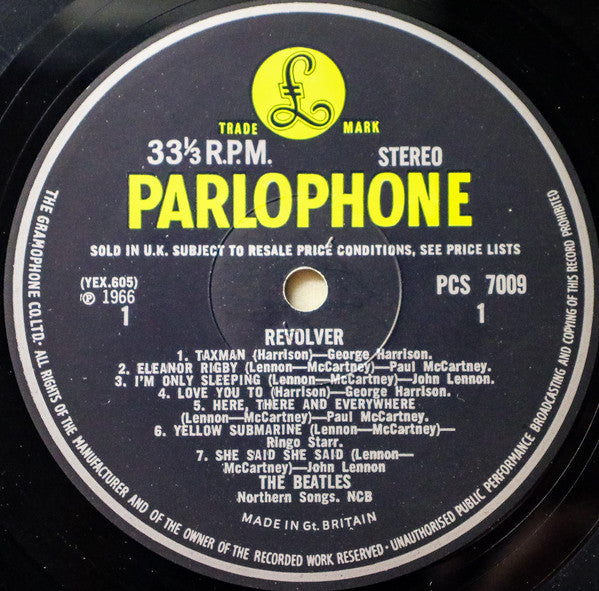 £
TRADE MARK
33⅓ R.P.M. STEREO
PARLOPHONE
SOLD IN U.K. SUBJECT TO RESALE PRICE CONDITIONS, SEE PRICE LISTS
(YEX.605) PCS 7009
Ⓟ 1966
1 1
REVOLVER
1. TAXMAN (Harrison)—George Harrison.
2. ELEANOR RIGBY (Lennon—McCartney)—Paul McCartney.
3. I'M ONLY SLEEPING (Lennon—McCartney)—John Lennon.
4. LOVE YOU TO (Harrison)—George Harrison.
5. HERE, THERE AND EVERYWHERE
(Lennon—McCartney)—Paul McCartney.
6. YELLOW SUBMARINE (Lennon—McCartney)—
Ringo Starr.
7. SHE SAID SHE SAID (Lennon—
McCartney)—John Lennon
THE BEATLES
Northern Songs. NCB
MADE IN Gt. BRITAIN
THE GRAMOPHONE CO. LTD. · ALL RIGHTS OF THE MANUFACTURER AND OF THE OWNER OF THE RECORDED WORK RESERVED · UNAUTHORISED PUBLIC PERFORMANCE BROADCASTING AND COPYING OF THIS RECORD PROHIBITED